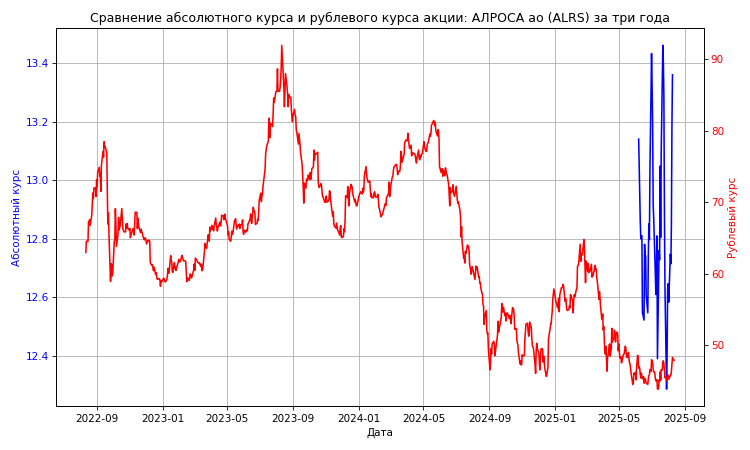 Сравнение абсолютного курса и рублевого курса акции: АЛРОСА ао (ALRS) за три года
Абсолютный курс
13.4
13.2
13.0
12.8
12.6
12.4
90
80
70
60
50
Рублевый курс
2022-09 2023-01 2023-05 2023-09 2024-01 2024-05 2024-09 2025-01 2025-05 2025-09
Дата